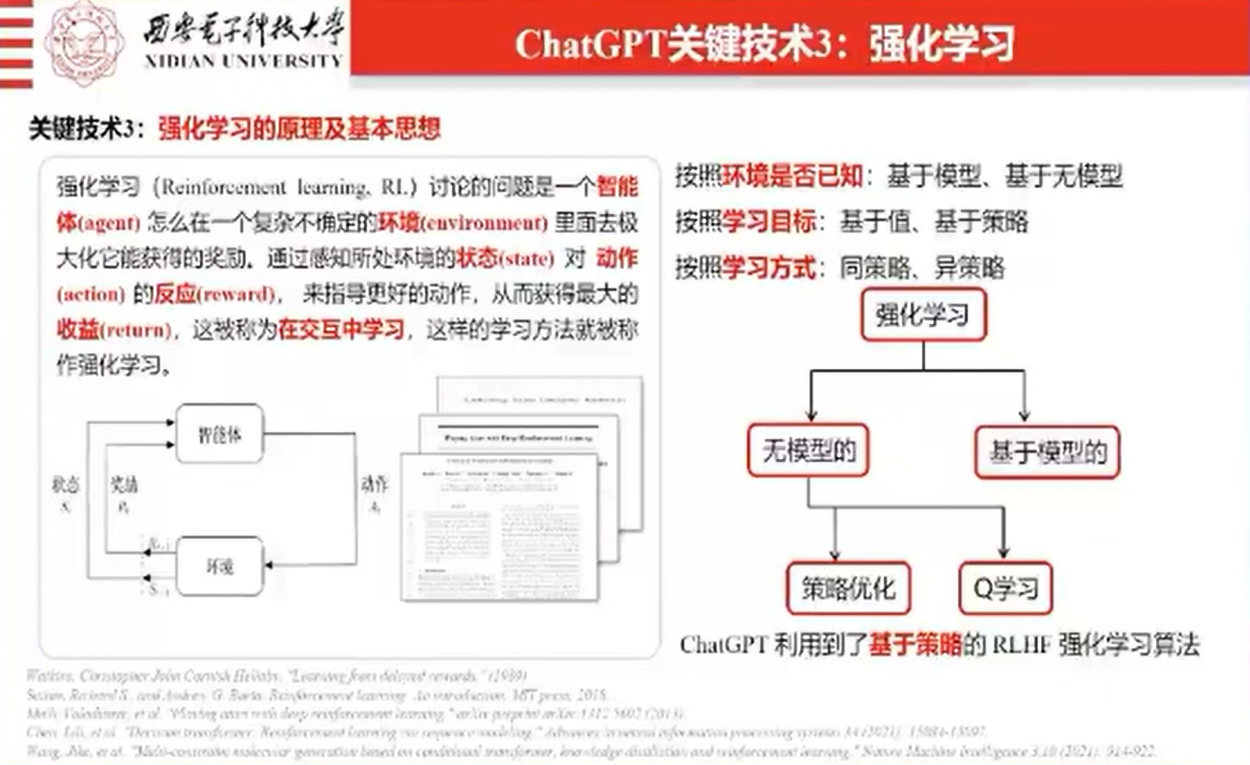 西安电子科技大学
XIDIAN UNIVERSITY
ChatGPT关键技术3：强化学习
关键技术3：强化学习的原理及基本思想
强化学习（Reinforcement learning, RL）讨论的问题是一个智能
体(agent) 怎么在一个复杂不确定的环境(environment) 里面去极
大化它能获得的奖励。通过感知所处环境的状态(state) 对 动作
(action) 的反应(reward)， 来指导更好的动作，从而获得最大的
收益(return)，这被称为在交互中学习，这样的学习方法就被称
作强化学习。
智能体
状态
奖励
动作
环境
按照环境是否已知：基于模型、基于无模型
按照学习目标：基于值、基于策略
按照学习方式：同策略、异策略
强化学习
无模型的
基于模型的
策略优化
Q学习
ChatGPT 利用到了基于策略的 RLHF 强化学习算法
Watkins, Christopher John Cornish Hellaby. "Learning from delayed rewards." (1989)
Sutton, Richard S., and Andrew G. Barto. Reinforcement learning: An introduction. MIT press, 2018.
Mnih, Volodymyr, et al. "Playing atari with deep reinforcement learning." arXiv preprint arXiv:1312.5602 (2013).
Chen, Lili, et al. "Decision transformer: Reinforcement learning via sequence modeling." Advances in neural information processing systems 34 (2021): 15084-15097.
Wang, Jike, et al. "Multi-constraint molecular generation based on conditional transformer, knowledge distillation and reinforcement learning." Nature Machine Intelligence 3.10 (2021): 914-922.